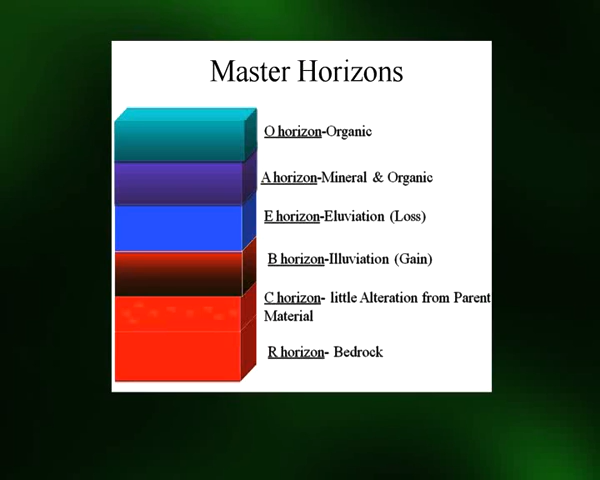 Master Horizons
O horizon-Organic
A horizon-Mineral & Organic
E horizon-Eluviation (Loss)
B horizon-Illuviation (Gain)
C horizon- little Alteration from Parent
Material
R horizon- Bedrock